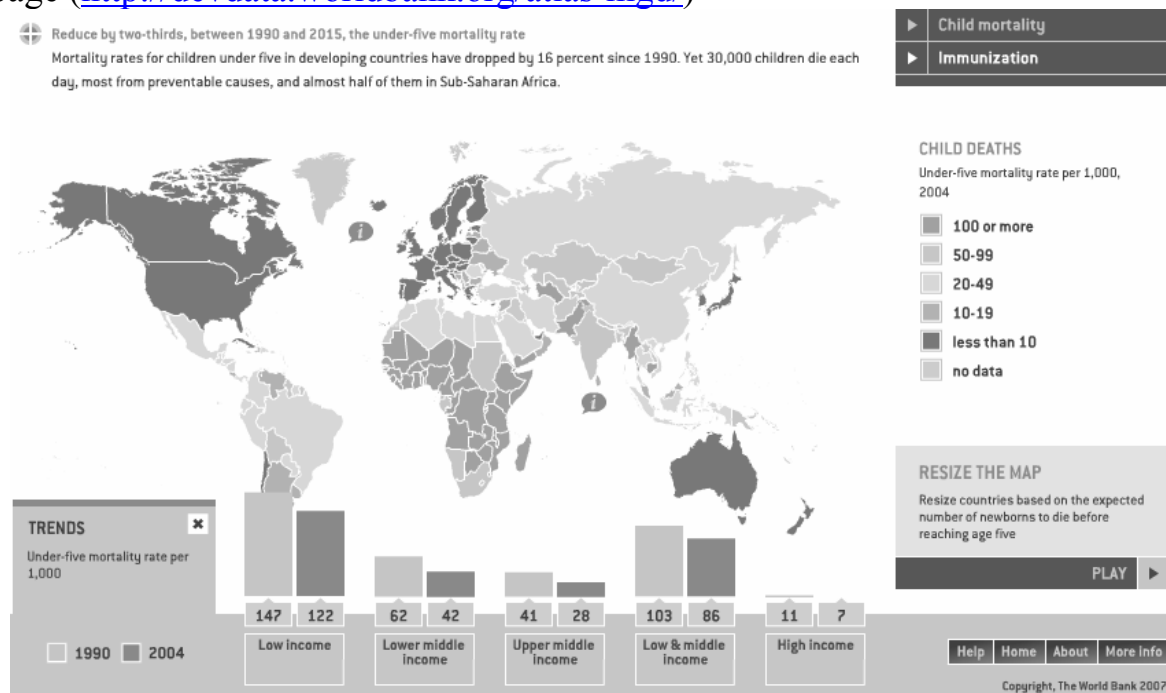 Reduce by two-thirds, between 1990 and 2015, the under-five mortality rate
Mortality rates for children under five in developing countries have dropped by 16 percent since 1990. Yet 30,000 children die each
day, most from preventable causes, and almost half of them in Sub-Saharan Africa.
Child mortality
Immunization
CHILD DEATHS
Under-five mortality rate per 1,000,
2004
100 or more
50-99
20-49
10-19
less than 10
no data
RESIZE THE MAP
Resize countries based on the expected
number of newborns to die before
reaching age five
PLAY
TRENDS
Under-five mortality rate per
1,000
1990 2004
147 122
Low income
62 42
Lower middle
income
41 28
Upper middle
income
103 86
Low & middle
income
11 7
High income
Help Home About More info
Copyright, The World Bank 2007